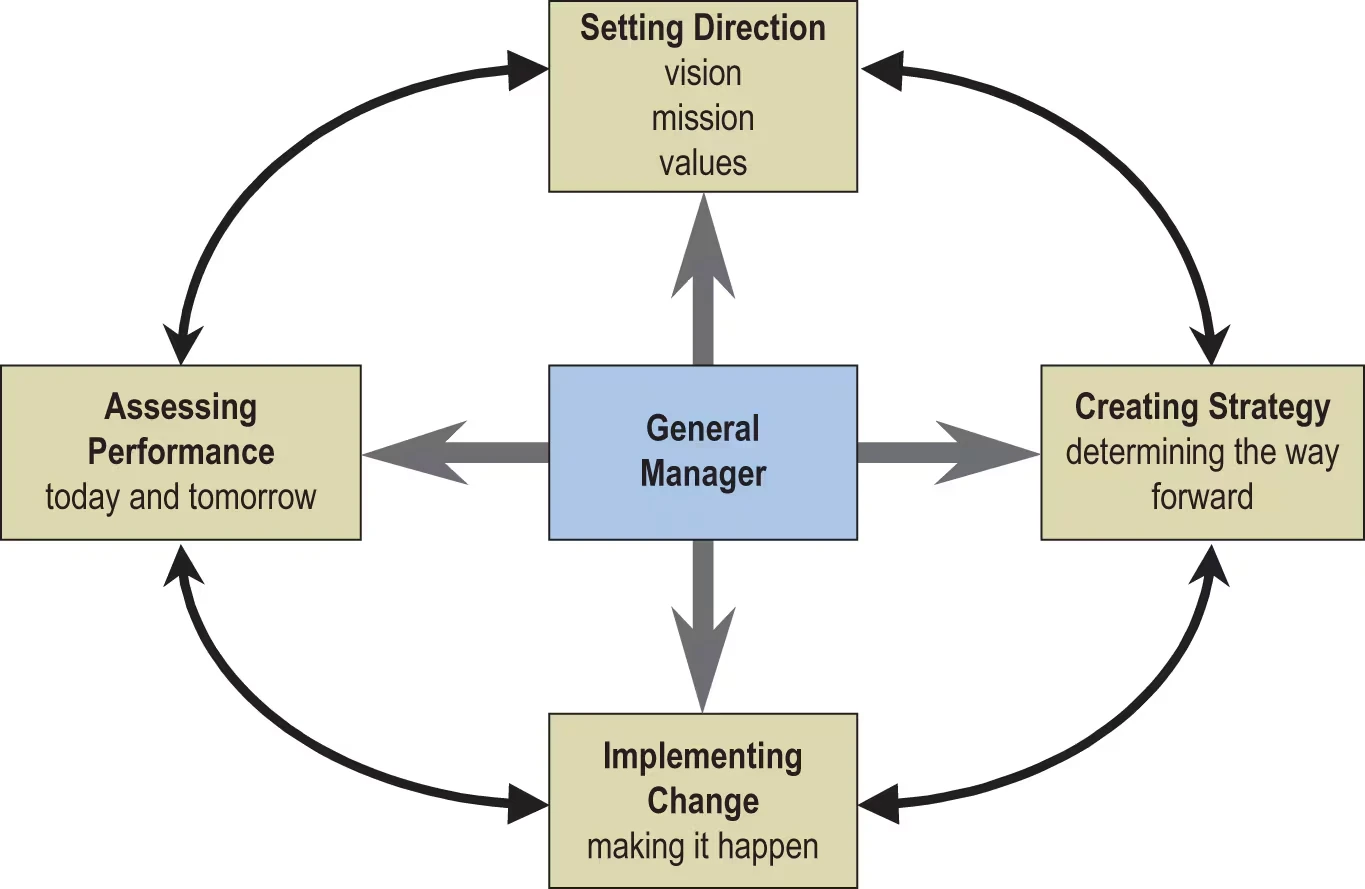 Setting Direction
vision
mission
values
Assessing
Performance
today and tomorrow
General
Manager
Creating Strategy
determining the way
forward
Implementing
Change
making it happen